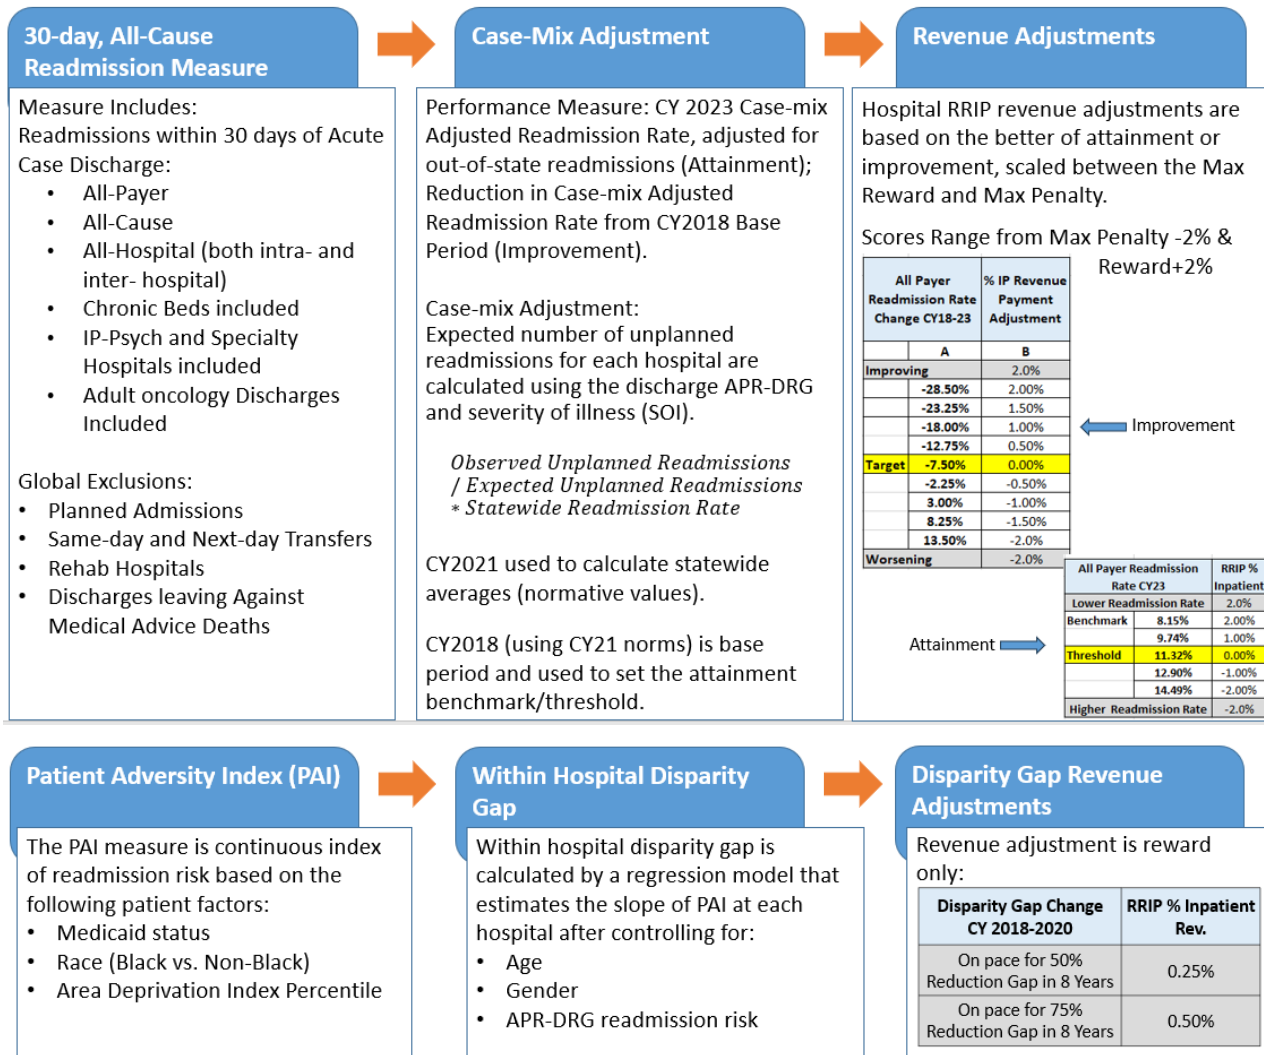 30-day, All-Cause
Readmission Measure
Measure Includes:
Readmissions within 30 days of Acute
Case Discharge:
• All-Payer
• All-Cause
• All-Hospital (both intra- and
inter- hospital)
• Chronic Beds included
• IP-Psych and Specialty
Hospitals included
• Adult oncology Discharges
Included
Global Exclusions:
• Planned Admissions
• Same-day and Next-day Transfers
• Rehab Hospitals
• Discharges leaving Against
Medical Advice Deaths
Case-Mix Adjustment
Performance Measure: CY 2023 Case-mix
Adjusted Readmission Rate, adjusted for
out-of-state readmissions (Attainment);
Reduction in Case-mix Adjusted
Readmission Rate from CY2018 Base
Period (Improvement).
Case-mix Adjustment:
Expected number of unplanned
readmissions for each hospital are
calculated using the discharge APR-DRG
and severity of illness (SOI).
Observed Unplanned Readmissions
/ Expected Unplanned Readmissions
* Statewide Readmission Rate
CY2021 used to calculate statewide
averages (normative values).
CY2018 (using CY21 norms) is base
period and used to set the attainment
benchmark/threshold.
Revenue Adjustments
Hospital RRIP revenue adjustments are
based on the better of attainment or
improvement, scaled between the Max
Reward and Max Penalty.
Scores Range from Max Penalty -2% &
Reward+2%
All Payer
Readmission Rate
Change CY18-23
% IP Revenue
Payment
Adjustment
A B
Improving 2.0%
-28.50% 2.00%
-23.25% 1.50%
-18.00% 1.00%
-12.75% 0.50%
Target -7.50% 0.00%
-2.25% -0.50%
3.00% -1.00%
8.25% -1.50%
13.50% -2.0%
Worsening -2.0%
Improvement
Attainment
All Payer Readmission
Rate CY23
RRIP %
Inpatient
Lower Readmission Rate 2.0%
Benchmark 8.15% 2.00%
9.74% 1.00%
Threshold 11.32% 0.00%
12.90% -1.00%
14.49% -2.00%
Higher Readmission Rate -2.0%
Patient Adversity Index (PAI)
The PAI measure is continuous index
of readmission risk based on the
following patient factors:
• Medicaid status
• Race (Black vs. Non-Black)
• Area Deprivation Index Percentile
Within Hospital Disparity
Gap
Within hospital disparity gap is
calculated by a regression model that
estimates the slope of PAI at each
hospital after controlling for:
• Age
• Gender
• APR-DRG readmission risk
Disparity Gap Revenue
Adjustments
Revenue adjustment is reward
only:
Disparity Gap Change
CY 2018-2020
RRIP % Inpatient
Rev.
On pace for 50%
Reduction Gap in 8 Years
0.25%
On pace for 75%
Reduction Gap in 8 Years
0.50%